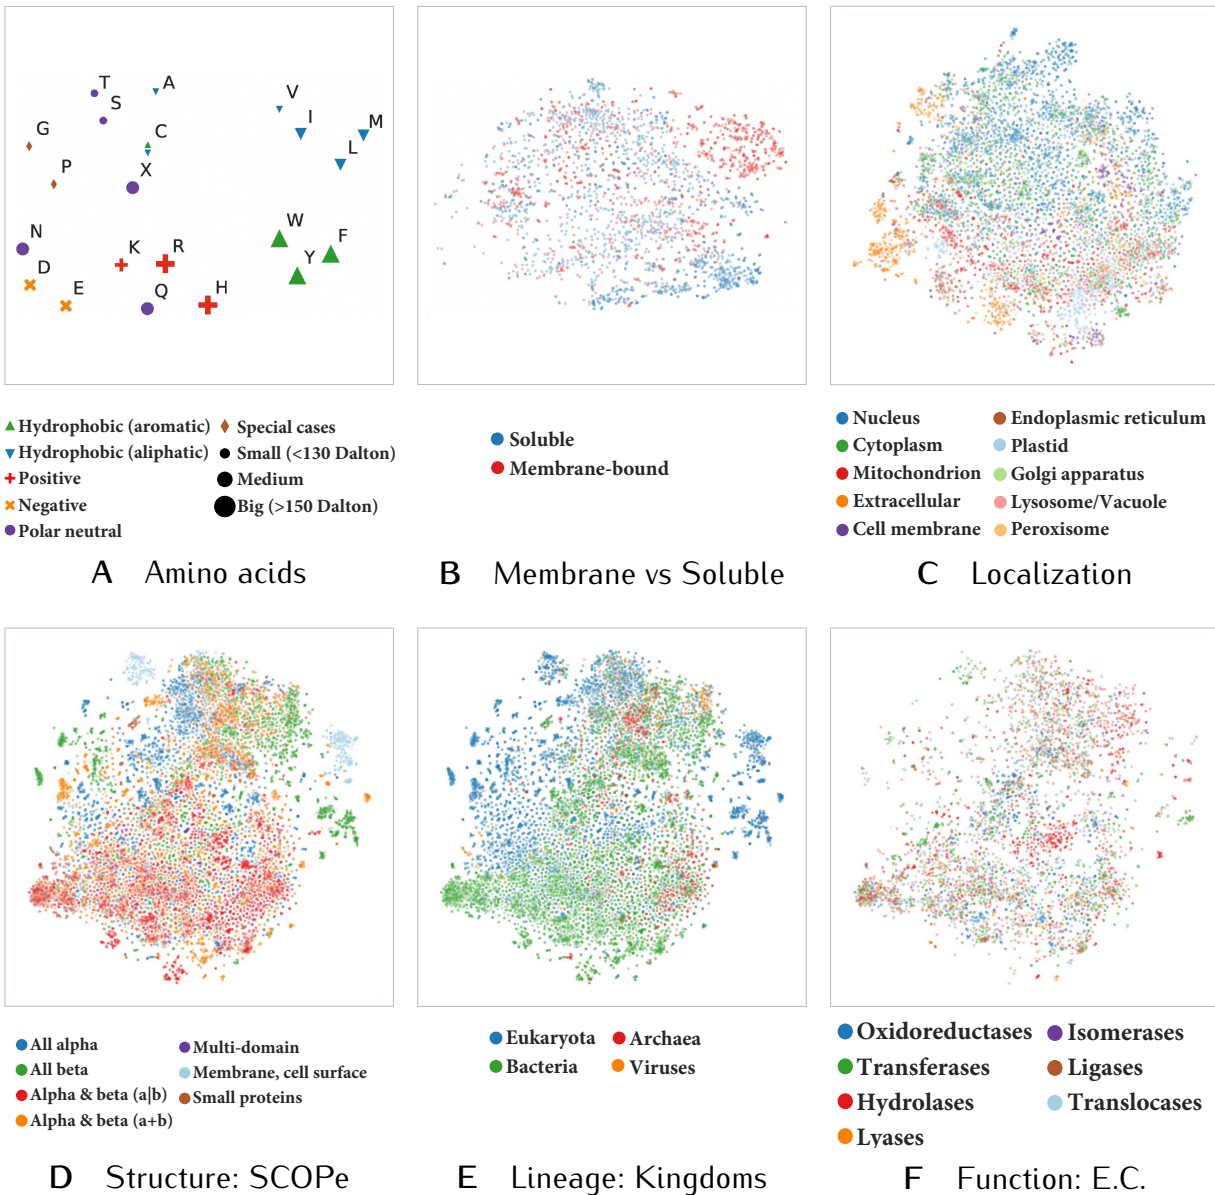 T
A
S
V
I
M
G
C
L
P
X
W
N
F
K
R
Y
D
E
Q
H
Hydrophobic (aromatic)
Special cases
Hydrophobic (aliphatic)
Small (<130 Dalton)
Positive
Medium
Negative
Big (>150 Dalton)
Polar neutral
A Amino acids
Soluble
Membrane-bound
B Membrane vs Soluble
Nucleus
Endoplasmic reticulum
Cytoplasm
Plastid
Mitochondrion
Golgi apparatus
Extracellular
Lysosome/Vacuole
Cell membrane
Peroxisome
C Localization
All alpha
Multi-domain
All beta
Membrane, cell surface
Alpha & beta (a|b)
Small proteins
Alpha & beta (a+b)
D Structure: SCOPe
Eukaryota
Archaea
Bacteria
Viruses
E Lineage: Kingdoms
Oxidoreductases
Isomerases
Transferases
Ligases
Hydrolases
Translocases
Lyases
F Function: E.C.